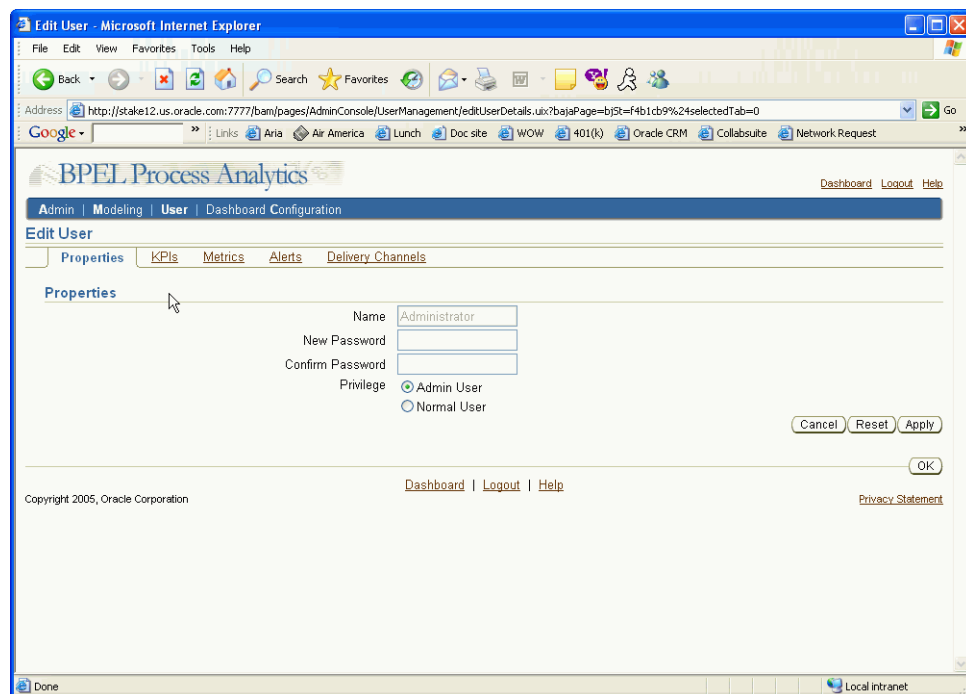 Edit User - Microsoft Internet Explorer
File Edit View Favorites Tools Help
Back Search Favorites
Address http://stake12.us.oracle.com:7777/bam/pages/AdminConsole/UserManagement/editUserDetails.uix?bajaPage=bjSt=f4b1cb9%24selectedTab=0 Go
Google Links Aria Air America Lunch Doc site WOW 401(k) Oracle CRM Collabsuite Network Request
BPEL Process Analytics
Dashboard Logout Help
Admin | Modeling | User | Dashboard Configuration
Edit User
Properties KPIs Metrics Alerts Delivery Channels
Properties
Name Administrator
New Password
Confirm Password
Privilege Admin User
Normal User
Cancel Reset Apply
OK
Dashboard | Logout | Help
Copyright 2005, Oracle Corporation Privacy Statement
Done Local intranet